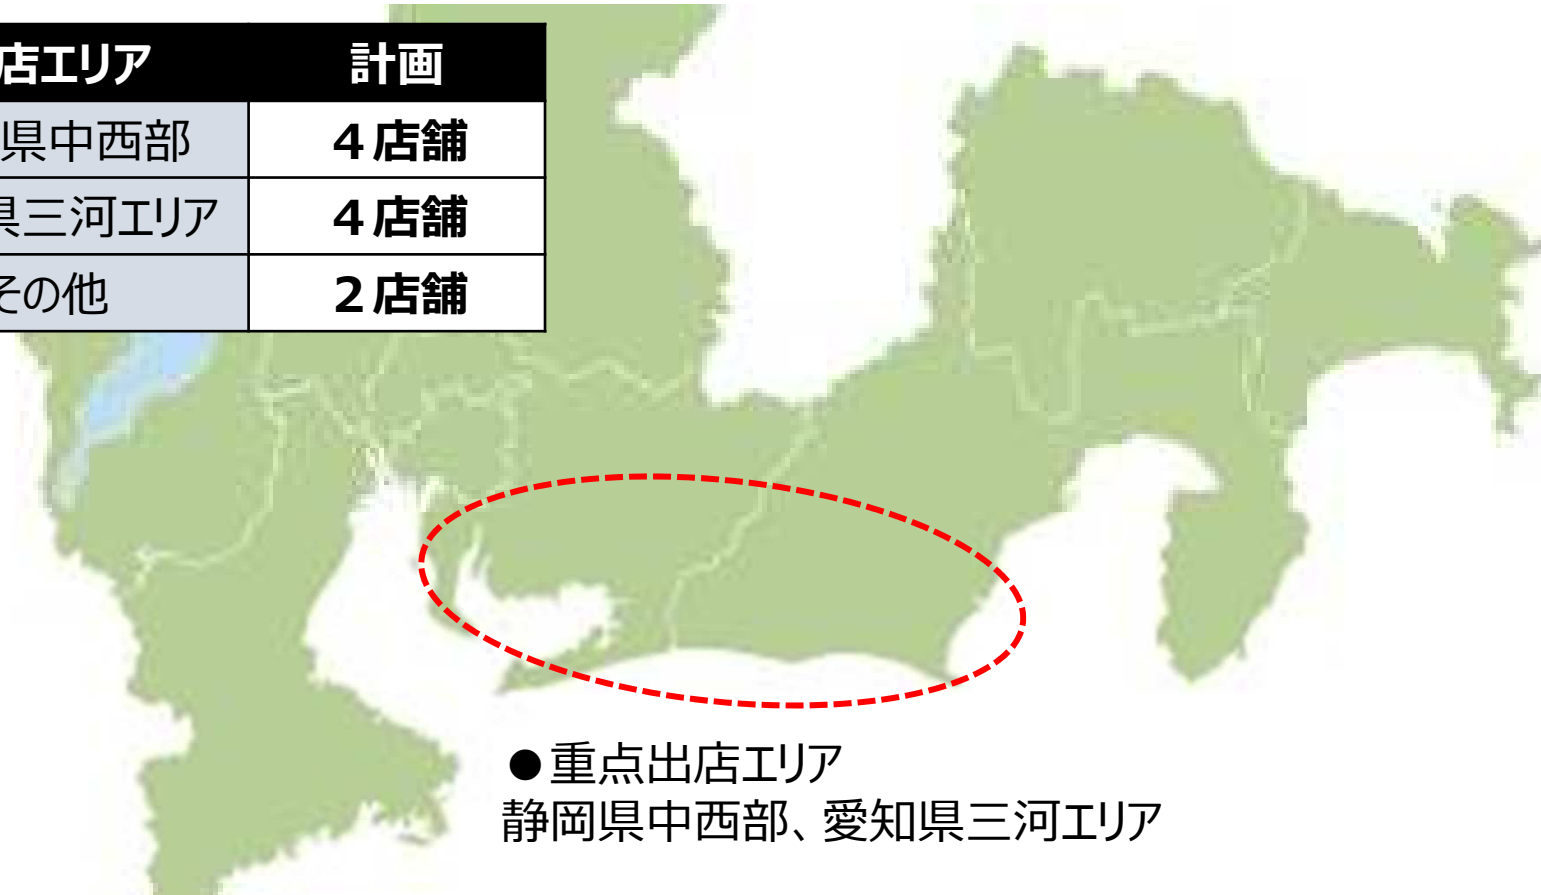 店エリア 計画
県中西部 4店舗
県三河エリア 4店舗
その他 2店舗
●重点出店エリア
静岡県中西部、愛知県三河エリア